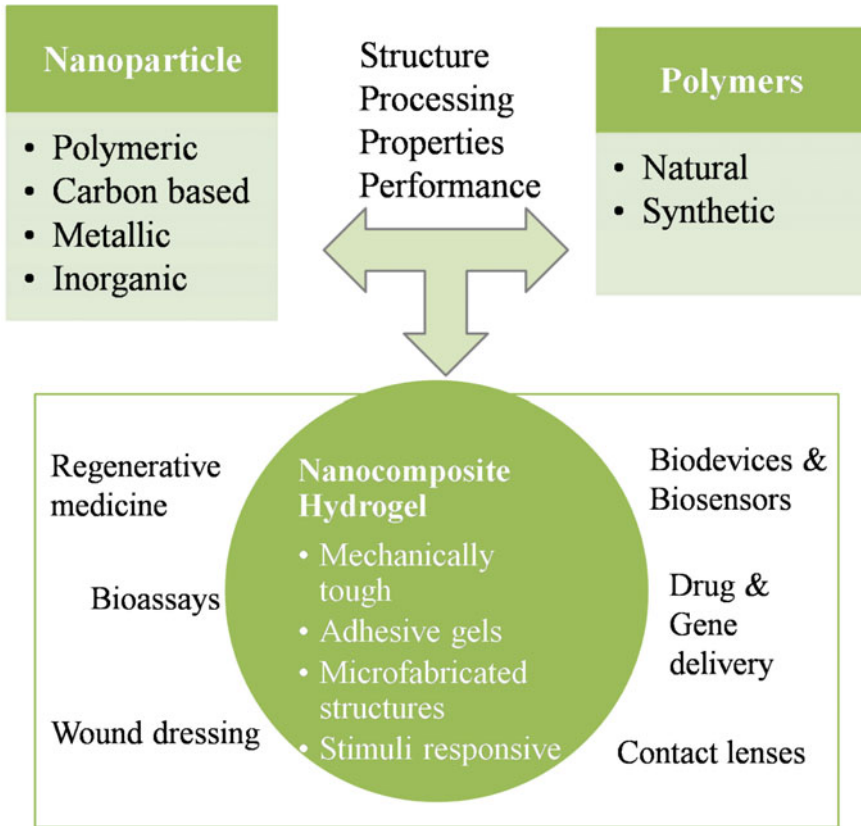 Nanoparticle
• Polymeric
• Carbon based
• Metallic
• Inorganic
Structure
Processing
Properties
Performance
Polymers
• Natural
• Synthetic
Regenerative
medicine
Bioassays
Wound dressing
Nanocomposite
Hydrogel
• Mechanically
tough
• Adhesive gels
• Microfabricated
structures
• Stimuli responsive
Biodevices &
Biosensors
Drug &
Gene
delivery
Contact lenses